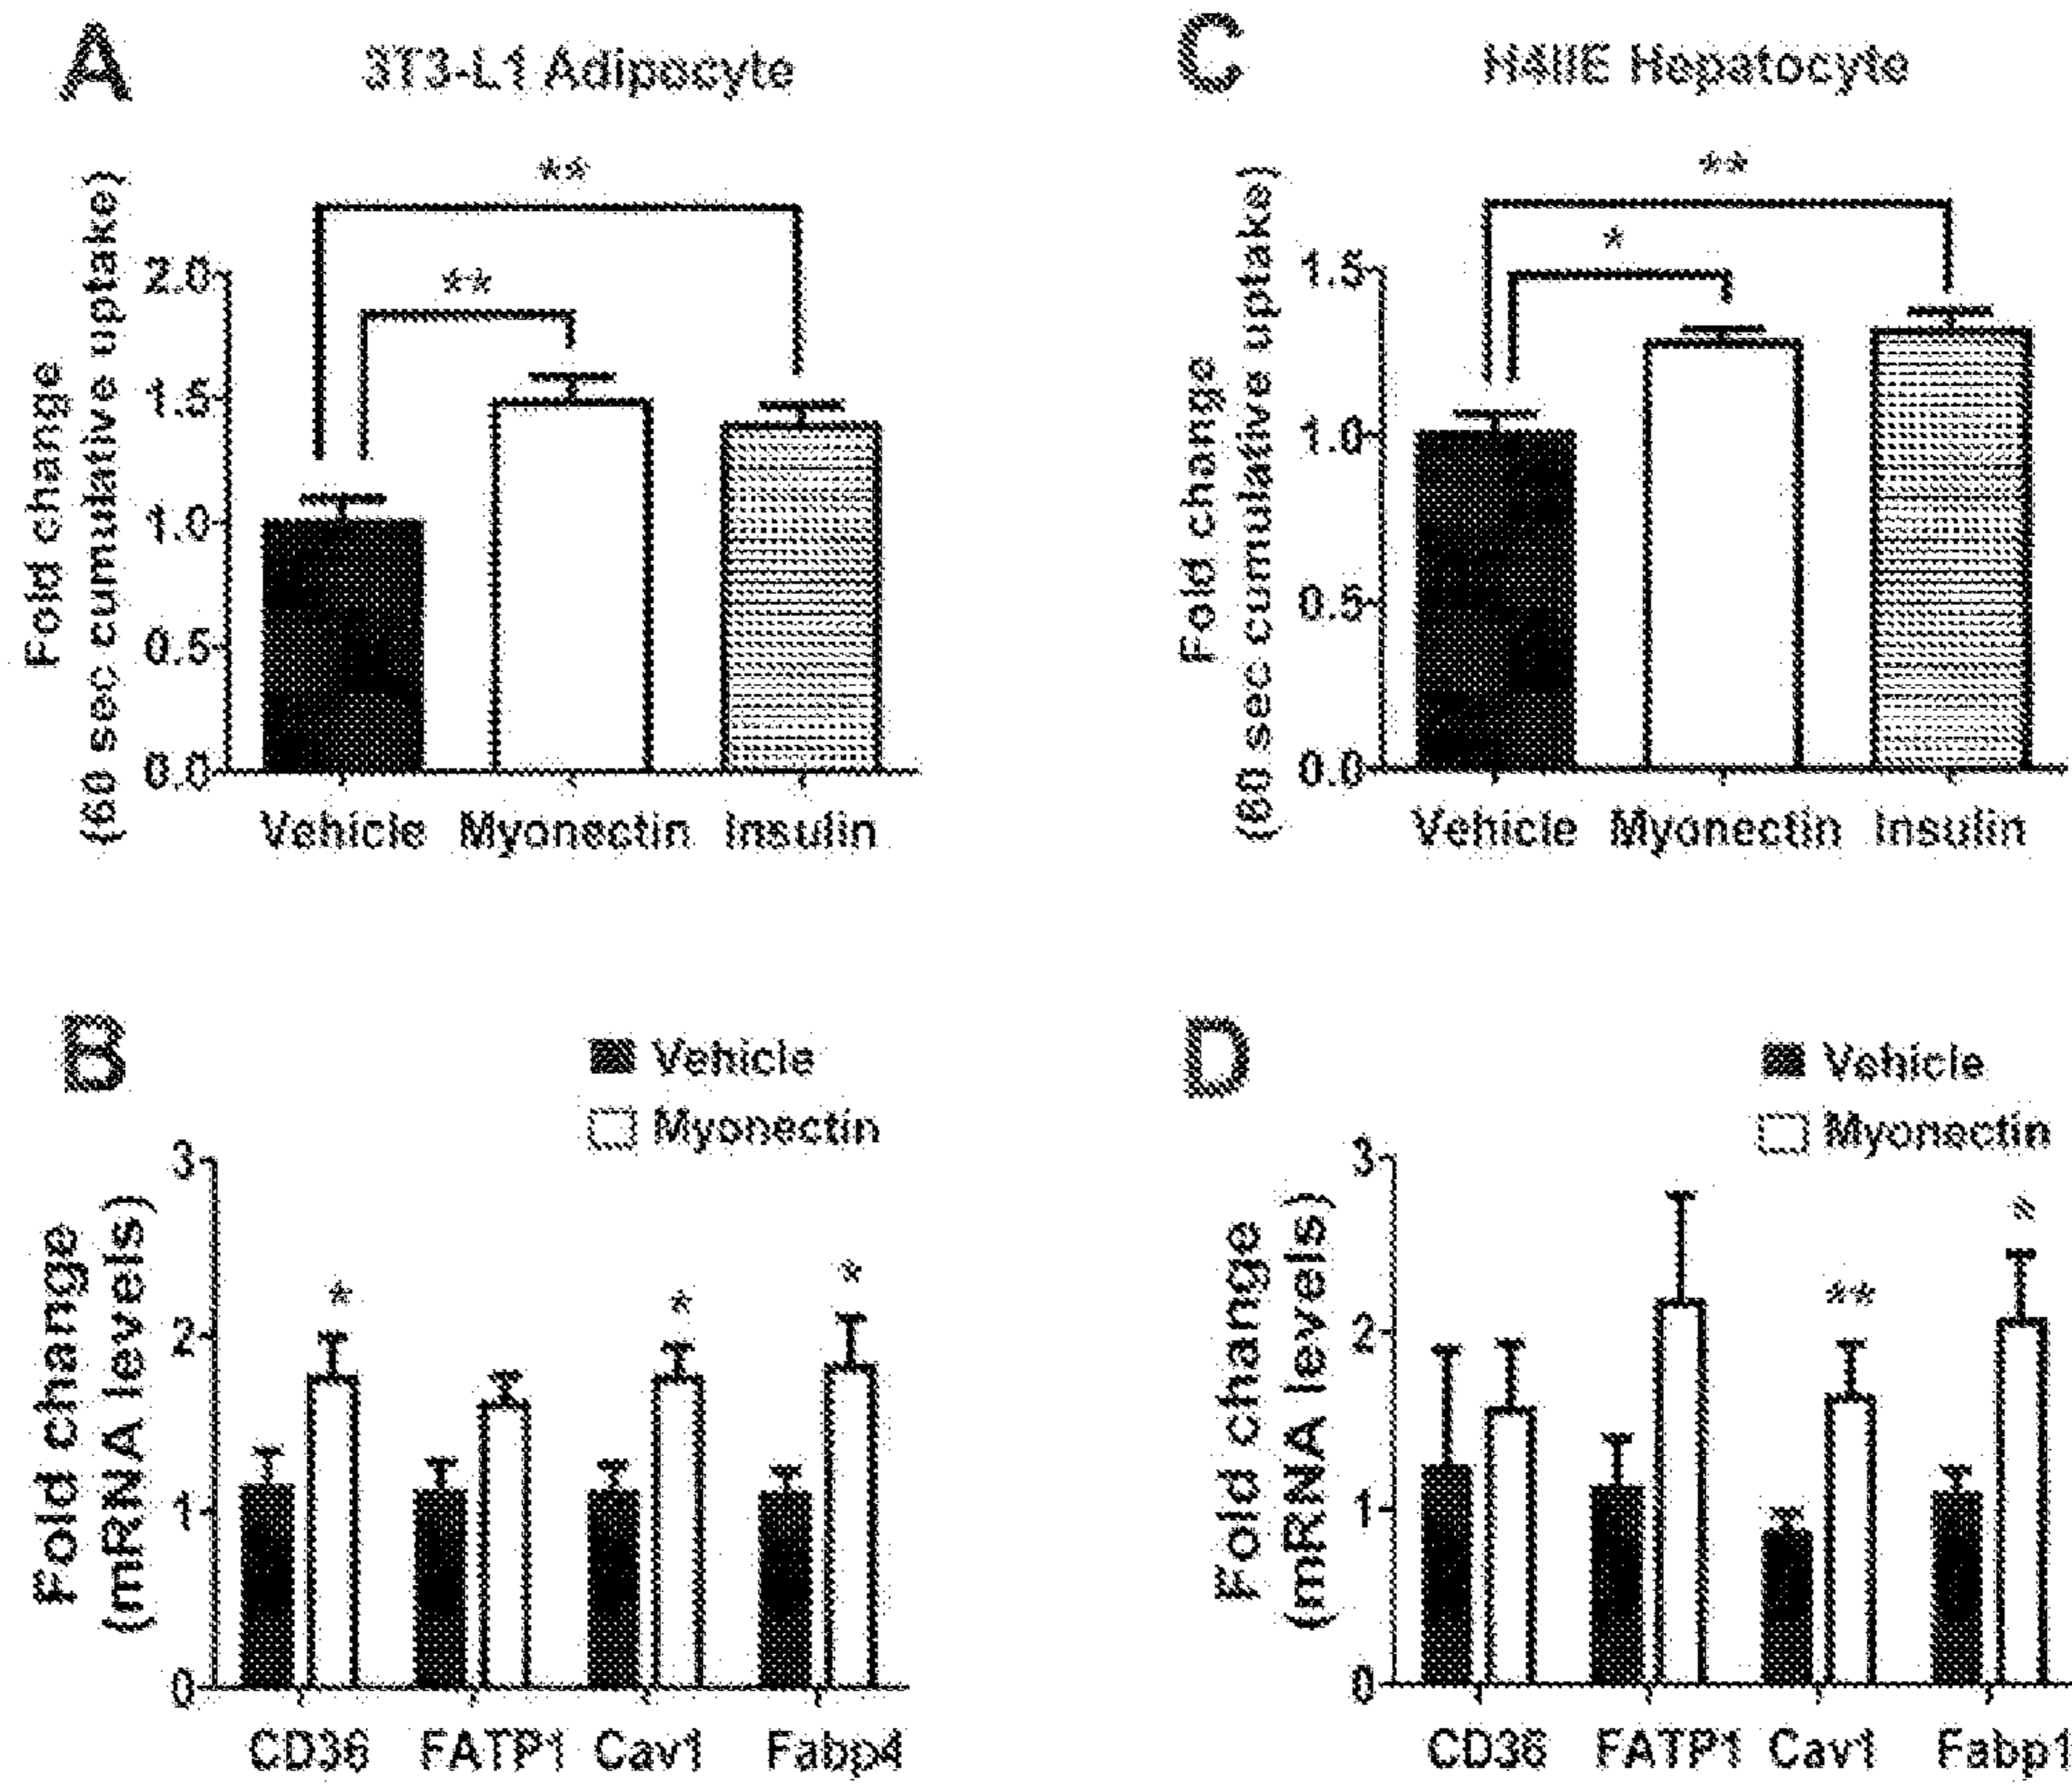 A
3T3-L1 Adipocyte
**
**
Fold change
(60 sec cumulative uptake)
2.0
1.5
1.0
0.5
0.0
Vehicle Myonectin Insulin
C
H4IIE Hepatocyte
**
*
Fold change
(60 sec cumulative uptake)
1.5
1.0
0.5
0.0
Vehicle Myonectin Insulin
B
Vehicle
Myonectin
Fold change
(mRNA levels)
3
2
1
0
*
*
*
CD36 FATP1 Cav1 Fabp4
D
Vehicle
Myonectin
Fold change
(mRNA levels)
3
2
1
0
**
CD36 FATP1 Cav1 Fabp1